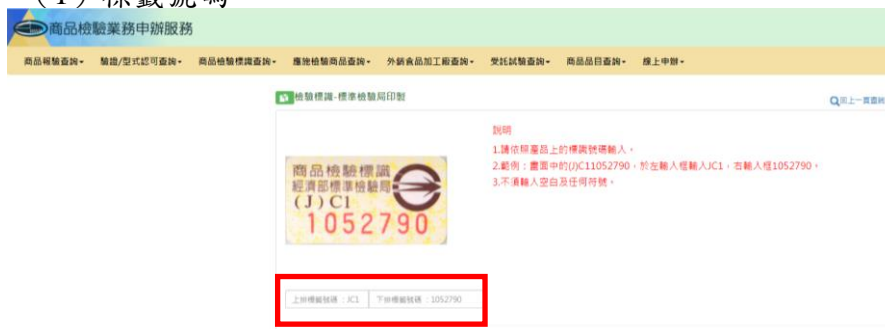 (1)標籤號碼
商品檢驗業務申辦服務
商品報驗查詢 驗證/型式認可查詢 商品檢驗標識查詢 應施檢驗商品查詢 外銷食品加工廠查詢 受託試驗查詢 商品品目查詢 線上申辦
檢驗標識-標準檢驗局印製
回上一頁查詢
說明
1.請依照產品上的標識號碼輸入。
2.範例：畫面中的(J)C11052790，於左輸入框輸入JC1，右輸入框1052790。
3.不須輸入空白及任何符號。
商品檢驗標識
經濟部標準檢驗局
(J)C1
1052790
上排標籤號碼：JC1 下排標籤號碼：1052790